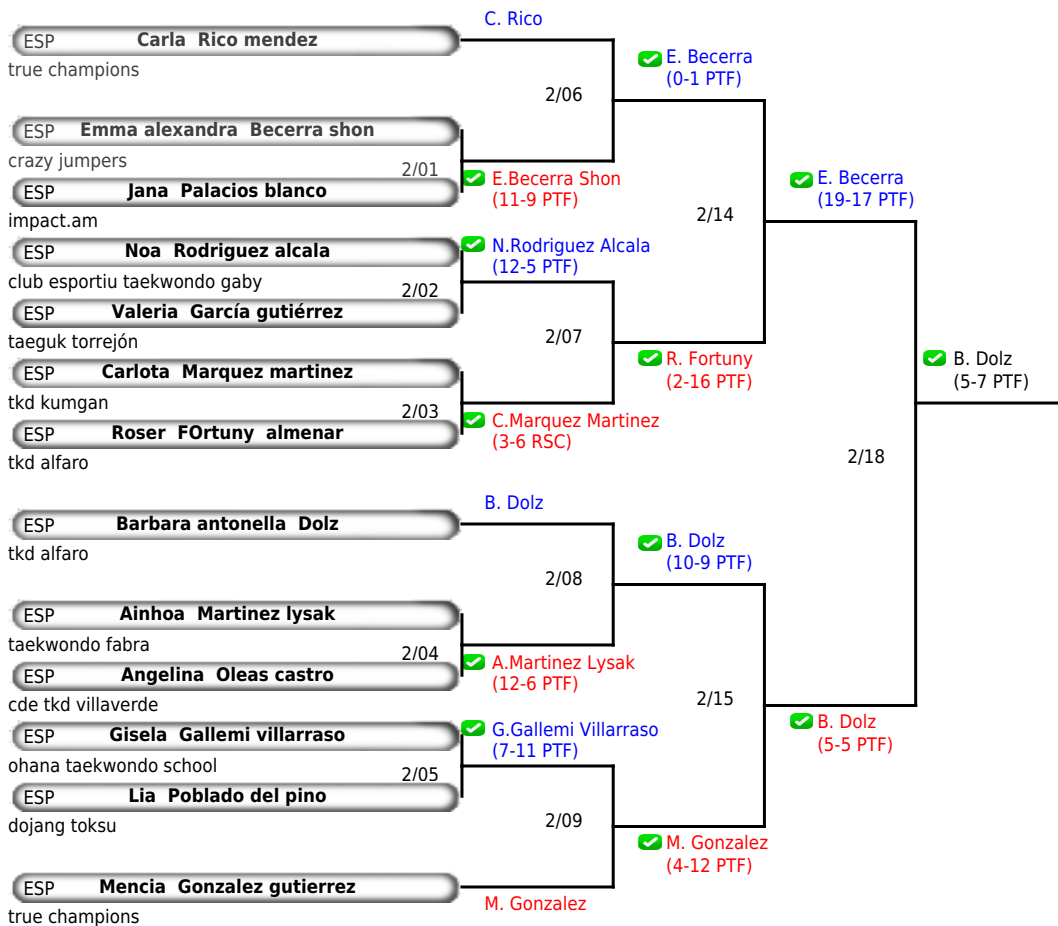 C. Rico
ESP Carla Rico mendez
true champions
E. Becerra
(0-1 PTF)
2/06
ESP Emma alexandra Becerra shon
crazy jumpers
2/01
E.Becerra Shon
(11-9 PTF)
E. Becerra
(19-17 PTF)
ESP Jana Palacios blanco
impact.am
2/14
ESP Noa Rodriguez alcala
N.Rodriguez Alcala
(12-5 PTF)
club esportiu taekwondo gaby
2/02
ESP Valeria García gutiérrez
taeguk torrejón
2/07
R. Fortuny
(2-16 PTF)
B. Dolz
(5-7 PTF)
ESP Carlota Marquez martinez
tkd kumgan
2/03
C.Marquez Martinez
(3-6 RSC)
ESP Roser FOrtuny almenar
tkd alfaro
2/18
B. Dolz
ESP Barbara antonella Dolz
tkd alfaro
B. Dolz
(10-9 PTF)
2/08
ESP Ainhoa Martinez lysak
taekwondo fabra
2/04
A.Martinez Lysak
(12-6 PTF)
ESP Angelina Oleas castro
cde tkd villaverde
2/15
ESP Gisela Gallemi villarraso
G.Gallemi Villarraso
(7-11 PTF)
B. Dolz
(5-5 PTF)
ohana taekwondo school
2/05
ESP Lia Poblado del pino
dojang toksu
2/09
M. Gonzalez
(4-12 PTF)
ESP Mencia Gonzalez gutierrez
M. Gonzalez
true champions